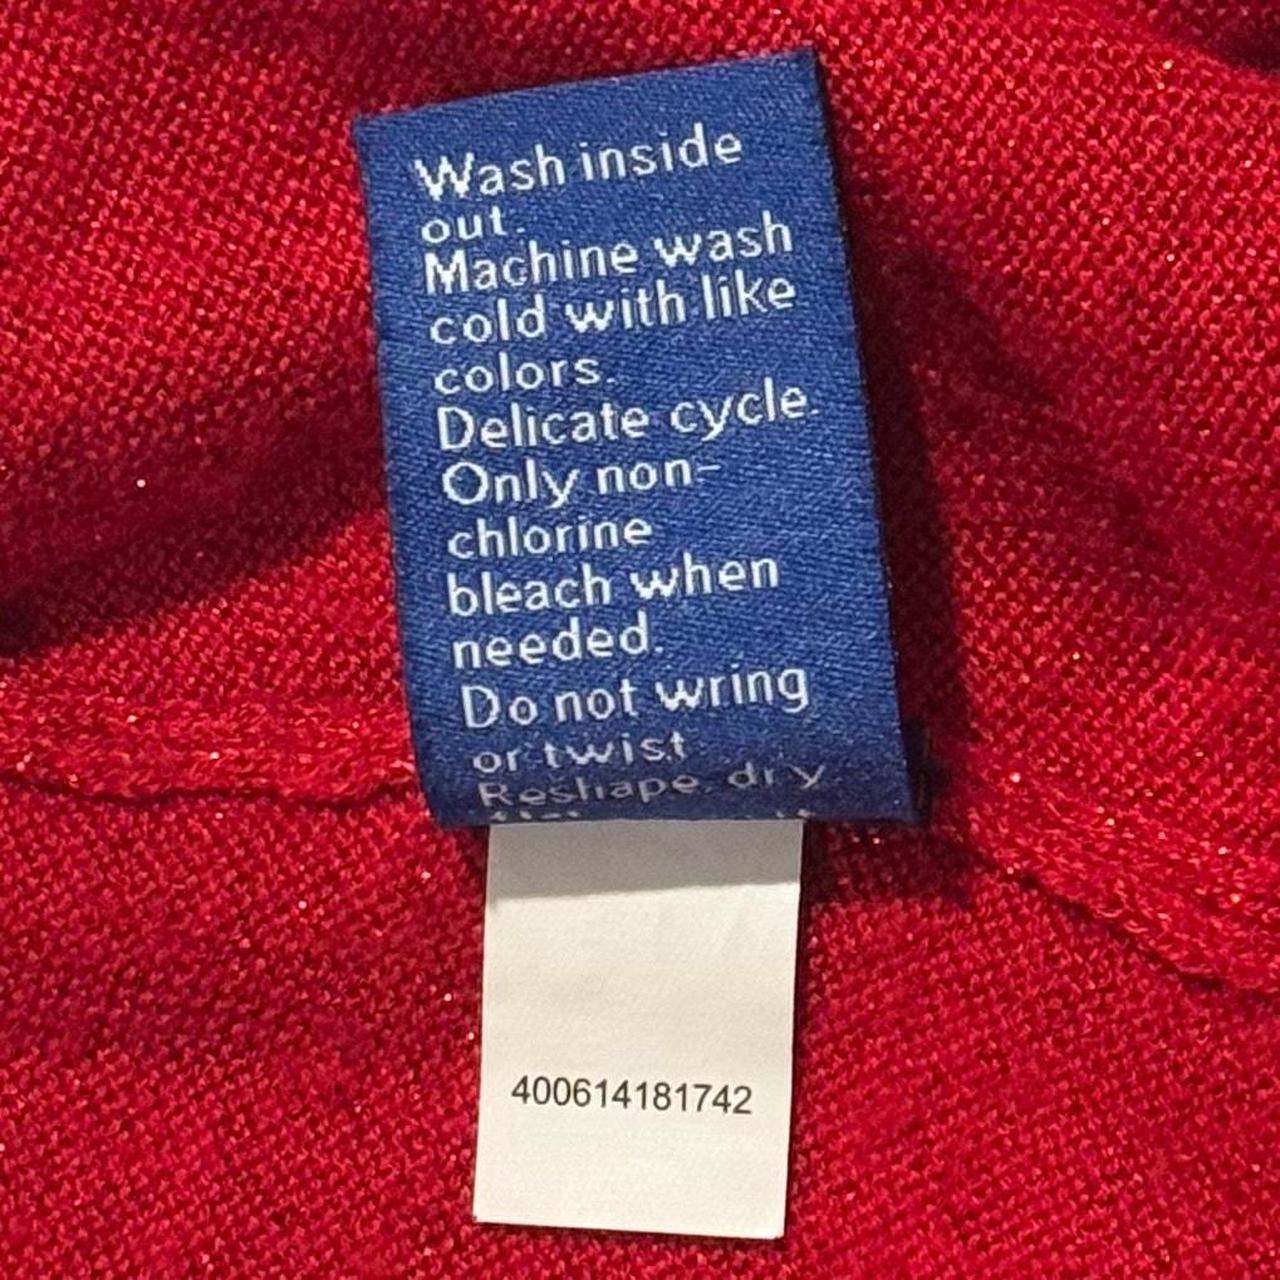 Wash inside
out.
Machine wash
cold with like
colors.
Delicate cycle.
Only non-
chlorine
bleach when
needed.
Do not wring
or twist
Reshape, dry
400614181742